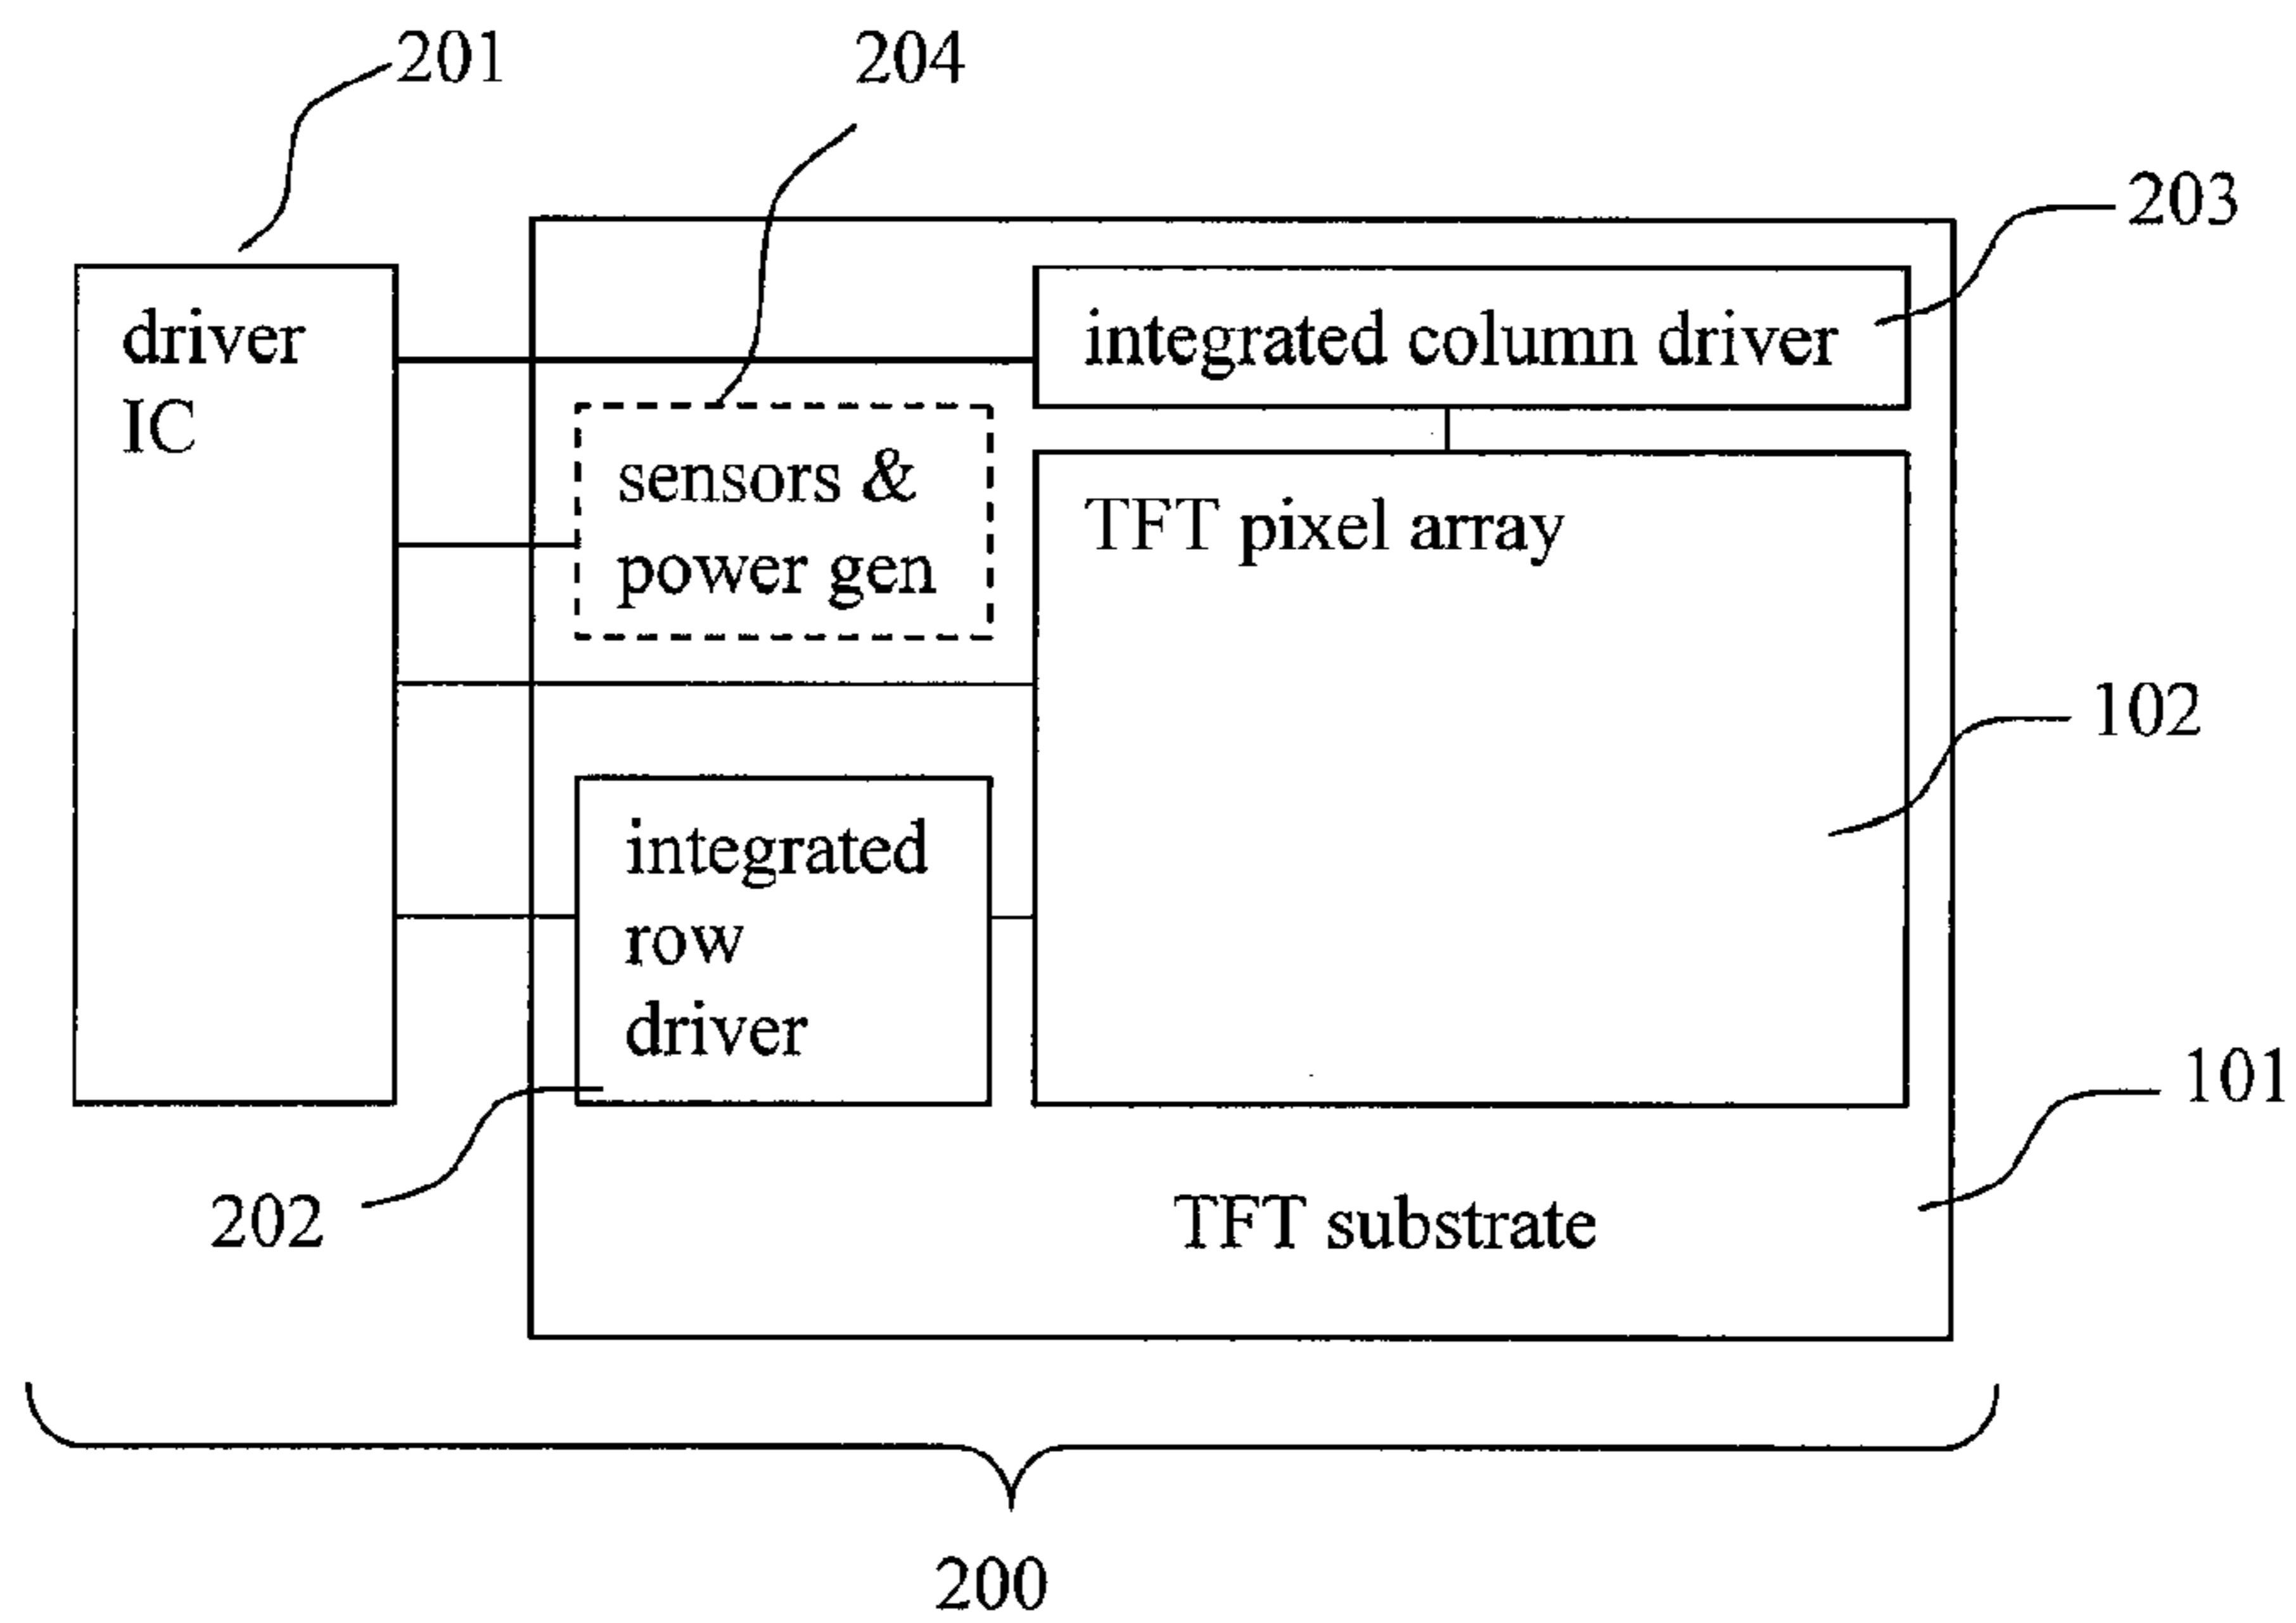 201
204
203
driver
IC
integrated column driver
sensors &
power gen
TFT pixel array
102
integrated
row
driver
101
202
TFT substrate
200